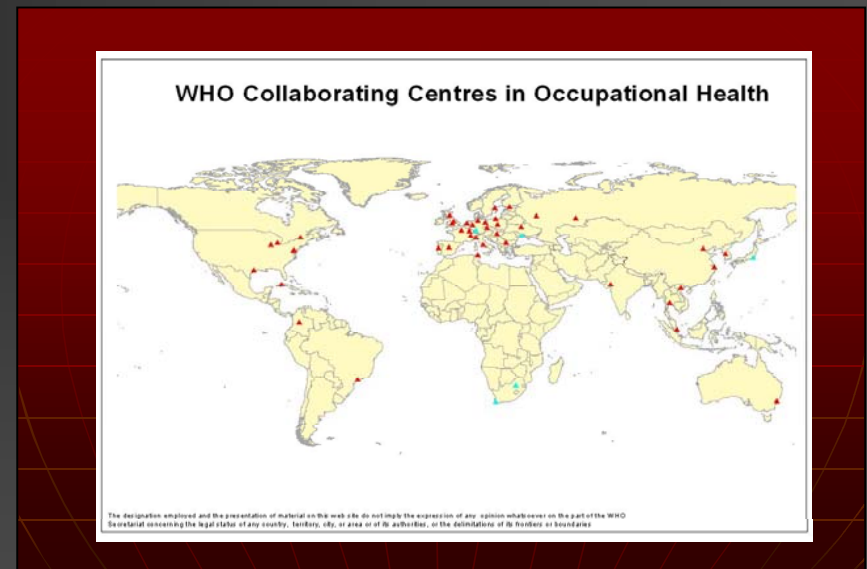 WHO Collaborating Centres in Occupational Health
The designation employed and the presentation of material on this web site do not imply the expression of any opinion whatsoever on the part of the WHO
Secretariat concerning the legal status of any country, territory, city, or area or of its authorities, or the delimitations of its frontiers or boundaries